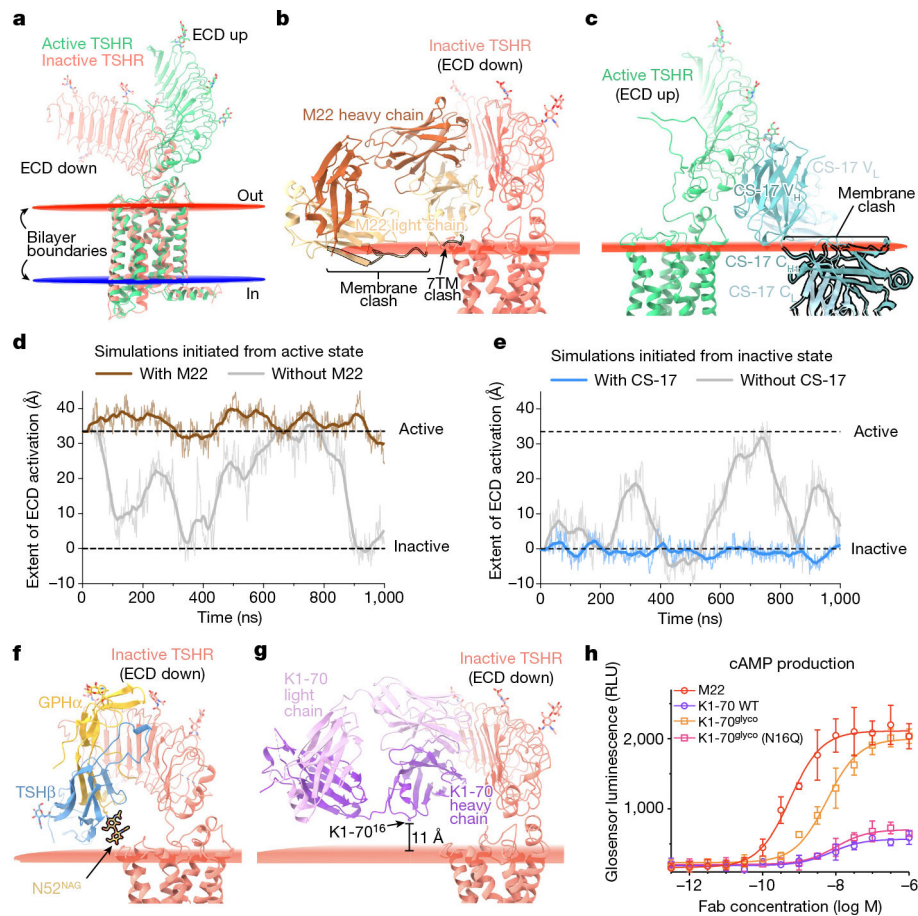 a
Active TSHR
Inactive TSHR
ECD up
ECD down
Out
Bilayer
boundaries
In
b
Inactive TSHR
(ECD down)
M22 heavy chain
M22 light chain
Membrane
clash
7TM
clash
c
Active TSHR
(ECD up)
CS-17 VL
CS-17 VH
Membrane
clash
CS-17 CH1
CS-17 CL
d
Simulations initiated from active state
With M22
Without M22
Extent of ECD activation (Å)
40
30
20
10
0
−10
Active
Inactive
0
200
400
600
800
1,000
Time (ns)
e
Simulations initiated from inactive state
With CS-17
Without CS-17
Extent of ECD activation (Å)
40
30
20
10
0
−10
Active
Inactive
0
200
400
600
800
1,000
Time (ns)
f
Inactive TSHR
(ECD down)
GPHα
TSHβ
N52NAG
g
Inactive TSHR
(ECD down)
K1-70
light
chain
K1-70
heavy
chain
K1-7016
11 Å
h
cAMP production
Glosensor luminescence (RLU)
M22
K1-70 WT
K1-70glyco
K1-70glyco (N16Q)
2,000
1,000
−12
−10
−8
−6
Fab concentration (log M)